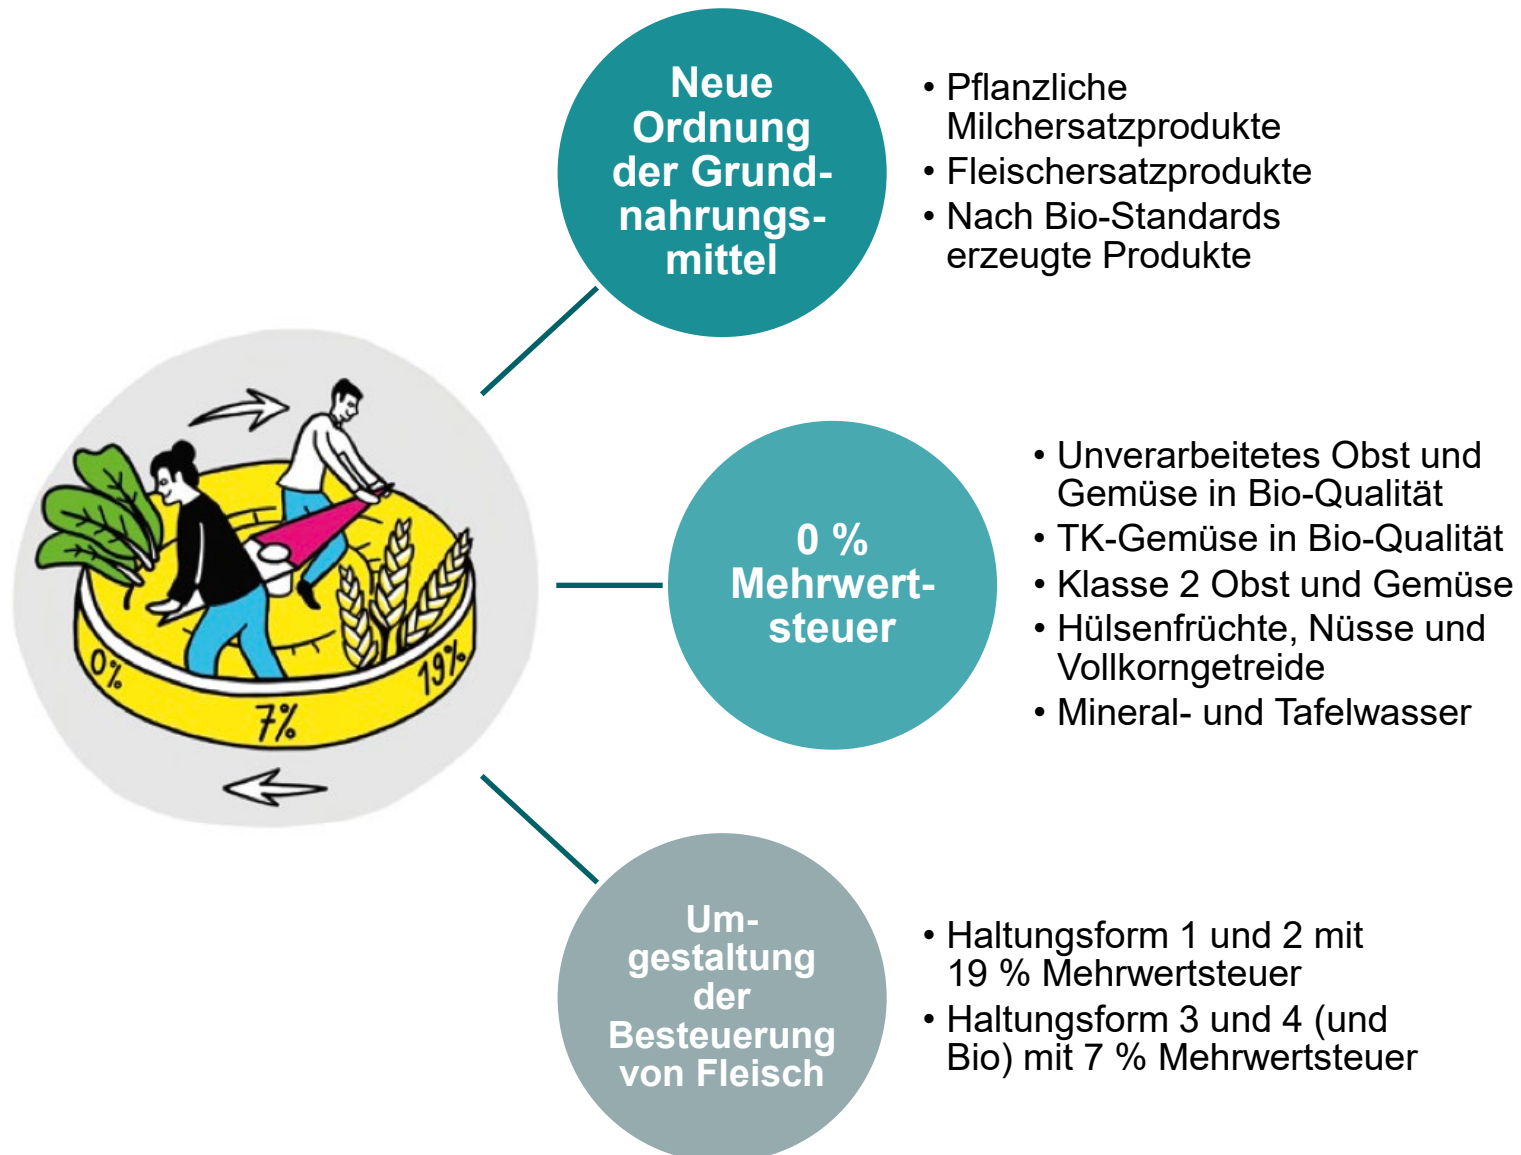 Neue
Ordnung
der Grund-
nahrungs-
mittel
• Pflanzliche
Milchersatzprodukte
• Fleischersatzprodukte
• Nach Bio-Standards
erzeugte Produkte
0%
7%
19%
0 %
Mehrwert-
steuer
• Unverarbeitetes Obst und
Gemüse in Bio-Qualität
• TK-Gemüse in Bio-Qualität
• Klasse 2 Obst und Gemüse
• Hülsenfrüchte, Nüsse und
Vollkorngetreide
• Mineral- und Tafelwasser
Um-
gestaltung
der
Besteuerung
von Fleisch
• Haltungsform 1 und 2 mit
19 % Mehrwertsteuer
• Haltungsform 3 und 4 (und
Bio) mit 7 % Mehrwertsteuer